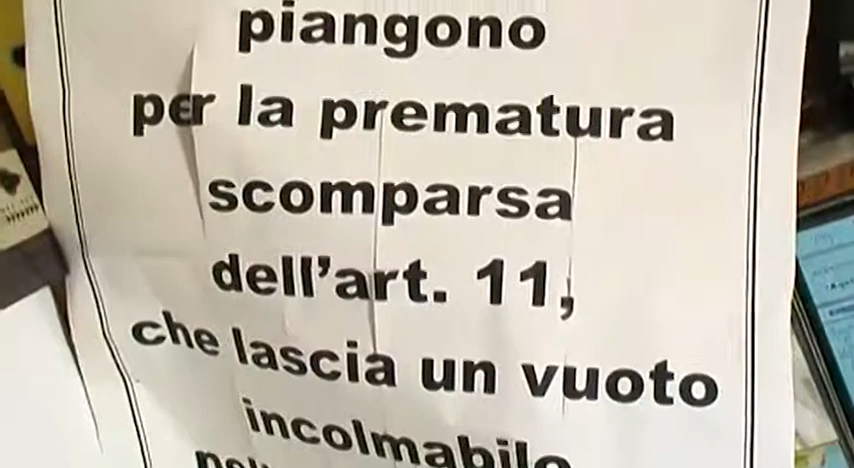 piangono
per la prematura
scomparsa
dell'art. 11,
che lascia un vuoto
incolmabile